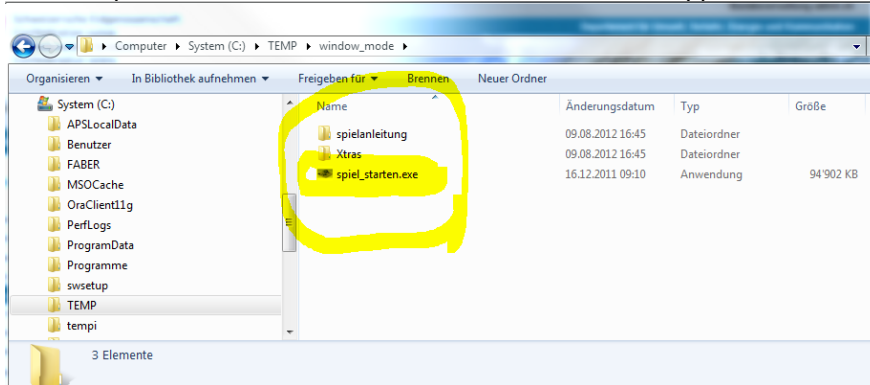 Computer ▸ System (C:) ▸ TEMP ▸ window_mode ▸
Organisieren In Bibliothek aufnehmen Freigeben für Brennen Neuer Ordner
System (C:)
APSLocalData
Benutzer
FABER
MSOCache
OraClient11g
PerfLogs
ProgramData
Programme
swsetup
TEMP
tempi
Name Änderungsdatum Typ Größe
spielanleitung 09.08.2012 16:45 Dateiordner
Xtras 09.08.2012 16:45 Dateiordner
spiel_starten.exe 16.12.2011 09:10 Anwendung 94'902 KB
3 Elemente